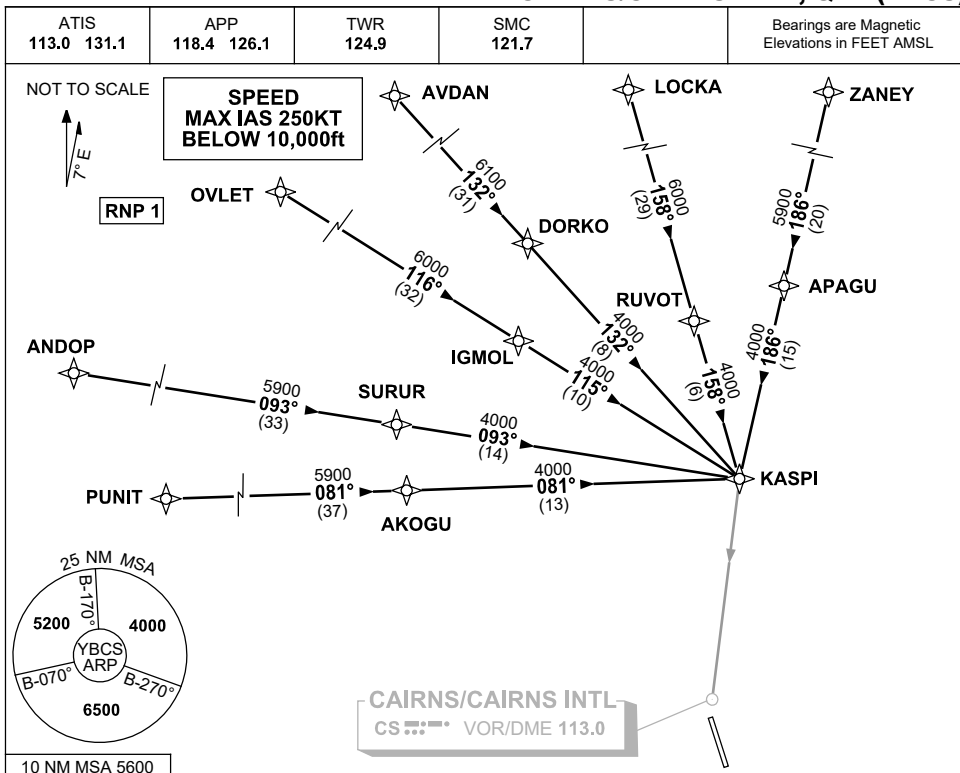 ATIS
113.0 131.1
APP
118.4 126.1
TWR
124.9
SMC
121.7
Bearings are Magnetic
Elevations in FEET AMSL
NOT TO SCALE
7° E
SPEED
MAX IAS 250KT
BELOW 10,000ft
RNP 1
AVDAN
LOCKA
ZANEY
OVLET
6100
132°
(31)
6000
158°
(29)
5900
186°
(20)
DORKO
6000
116°
(32)
APAGU
RUVOT
ANDOP
IGMOL
4000
132°
(8)
4000
158°
(6)
4000
186°
(15)
5900
093°
(33)
SURUR
4000
115°
(10)
4000
093°
(14)
PUNIT
5900
081°
(37)
AKOGU
4000
081°
(13)
KASPI
25 NM MSA
B-170°
5200
4000
YBCS
ARP
B-070°
B-270°
6500
10 NM MSA 5600
CAIRNS/CAIRNS INTL
CS VOR/DME 113.0